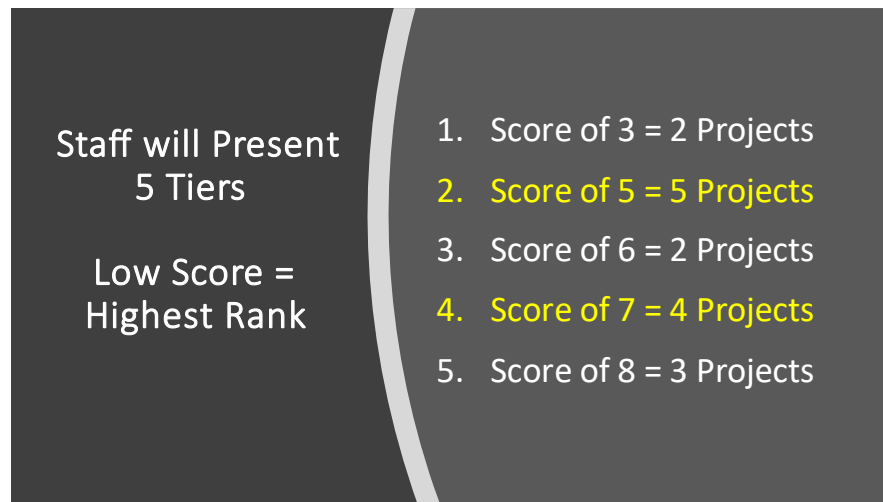 Staff will Present
5 Tiers
Low Score =
Highest Rank
1. Score of 3 = 2 Projects
2. Score of 5 = 5 Projects
3. Score of 6 = 2 Projects
4. Score of 7 = 4 Projects
5. Score of 8 = 3 Projects